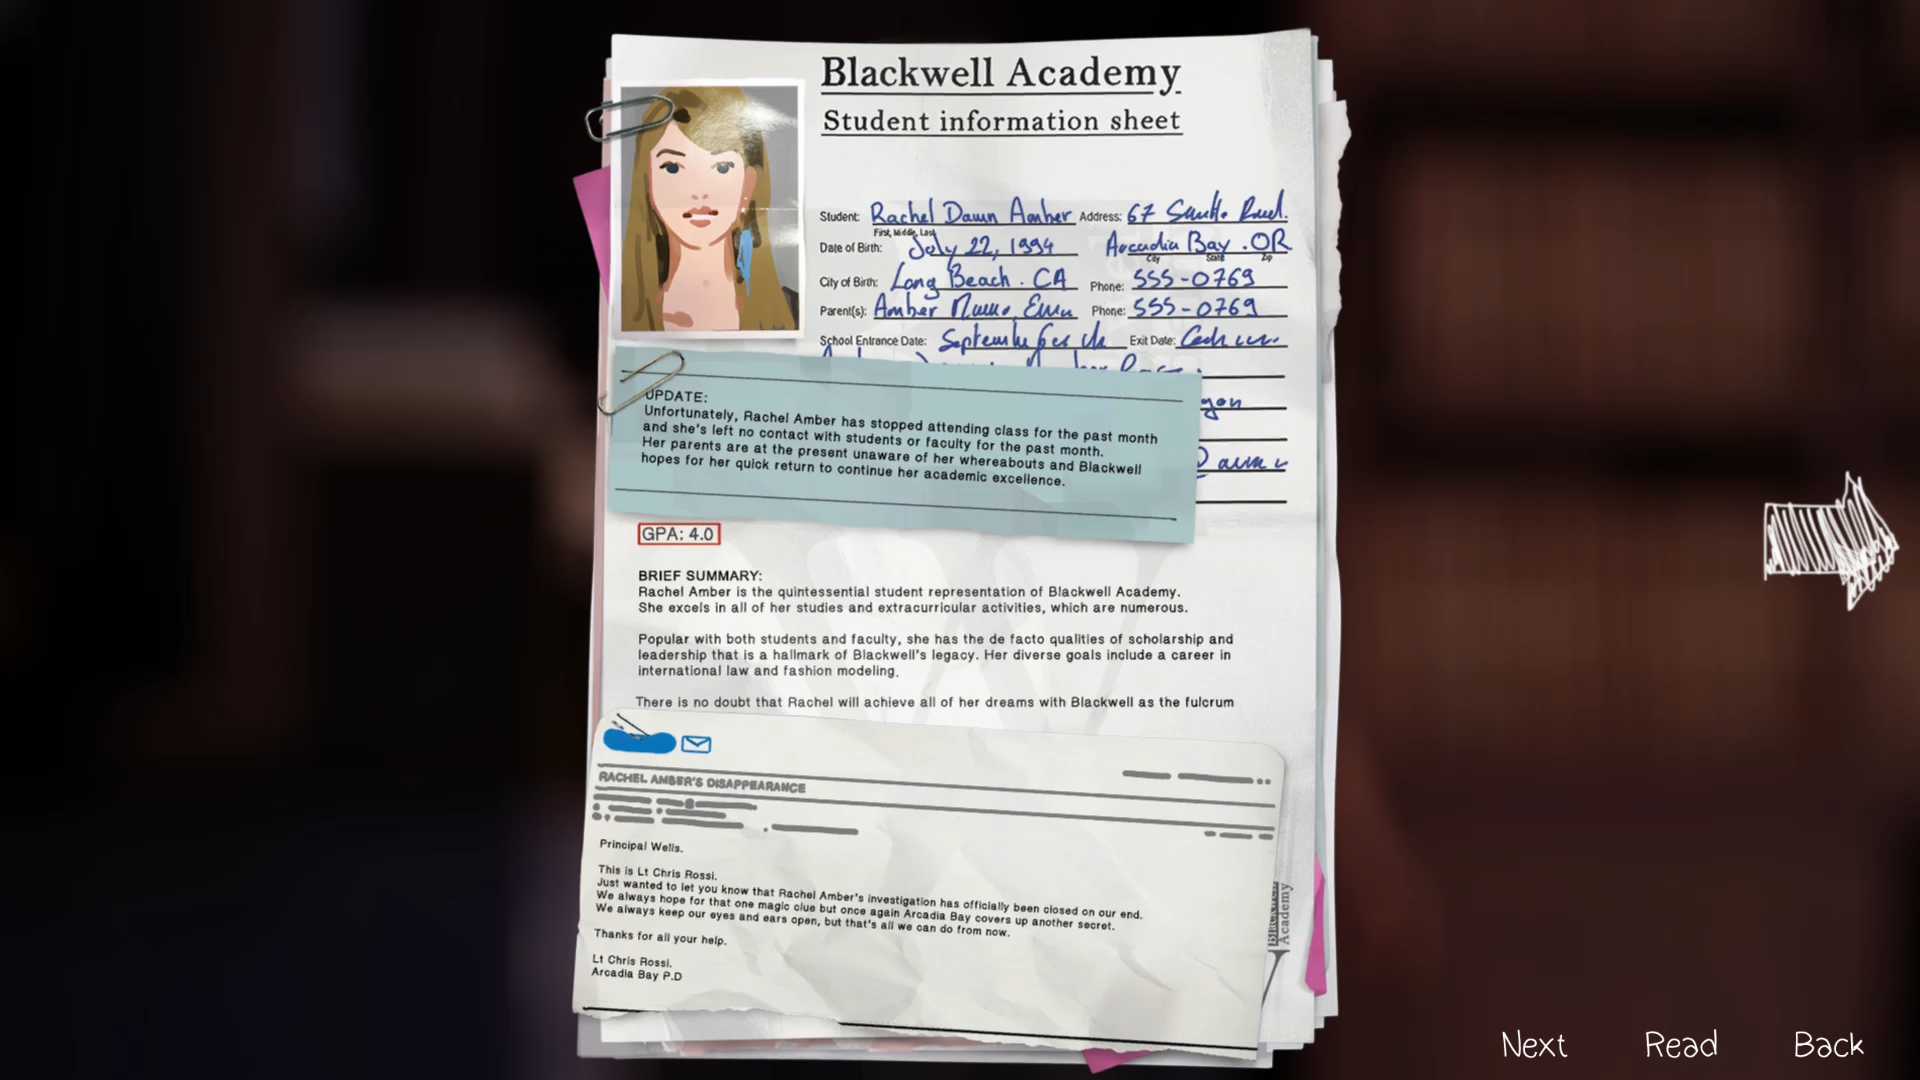 Blackwell Academy
Student information sheet
Student: Rachel Dawn Amber Address: 67
First, Middle, Last
Date of Birth: July 22, 1994 Arcadia Bay . OR
City State Zip
City of Birth: Long Beach . CA Phone: 555-0769
Parent(s): Amber Phone: 555-0769
School Entrance Date: Exit Date:
UPDATE:
Unfortunately, Rachel Amber has stopped attending class for the past month
and she's left no contact with students or faculty for the past month.
Her parents are at the present unaware of her whereabouts and Blackwell
hopes for her quick return to continue her academic excellence.
GPA: 4.0
BRIEF SUMMARY:
Rachel Amber is the quintessential student representation of Blackwell Academy.
She excels in all of her studies and extracurricular activities, which are numerous.
Popular with both students and faculty, she has the de facto qualities of scholarship and
leadership that is a hallmark of Blackwell's legacy. Her diverse goals include a career in
international law and fashion modeling.
There is no doubt that Rachel will achieve all of her dreams with Blackwell as the fulcrum
RACHEL AMBER'S DISAPPEARANCE
Principal Wells.
This is Lt Chris Rossi.
Just wanted to let you know that Rachel Amber's investigation has officially been closed on our end.
We always hope for that one magic clue but once again Arcadia Bay covers up another secret.
We always keep our eyes and ears open, but that's all we can do from now.
Thanks for all your help.
Lt Chris Rossi.
Arcadia Bay P.D
Blackwell
Academy
Next Read Back